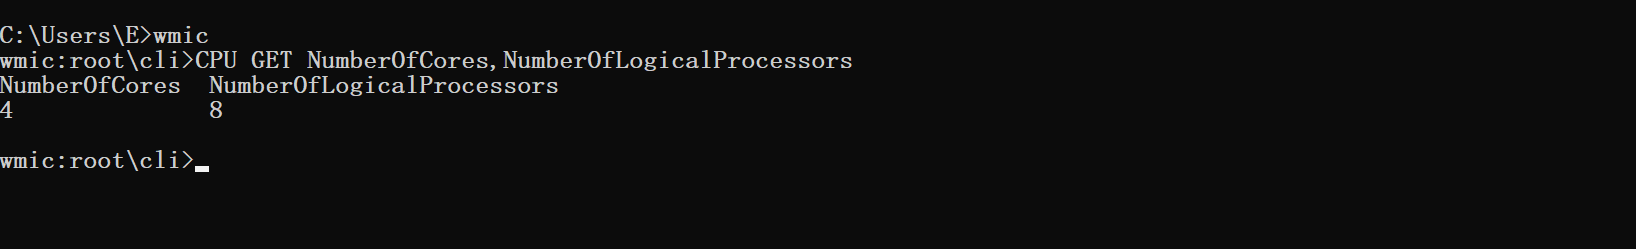 C:\Users\E>wmic
wmic:root\cli>CPU GET NumberOfCores,NumberOfLogicalProcessors
NumberOfCores  NumberOfLogicalProcessors
4              8
wmic:root\cli>